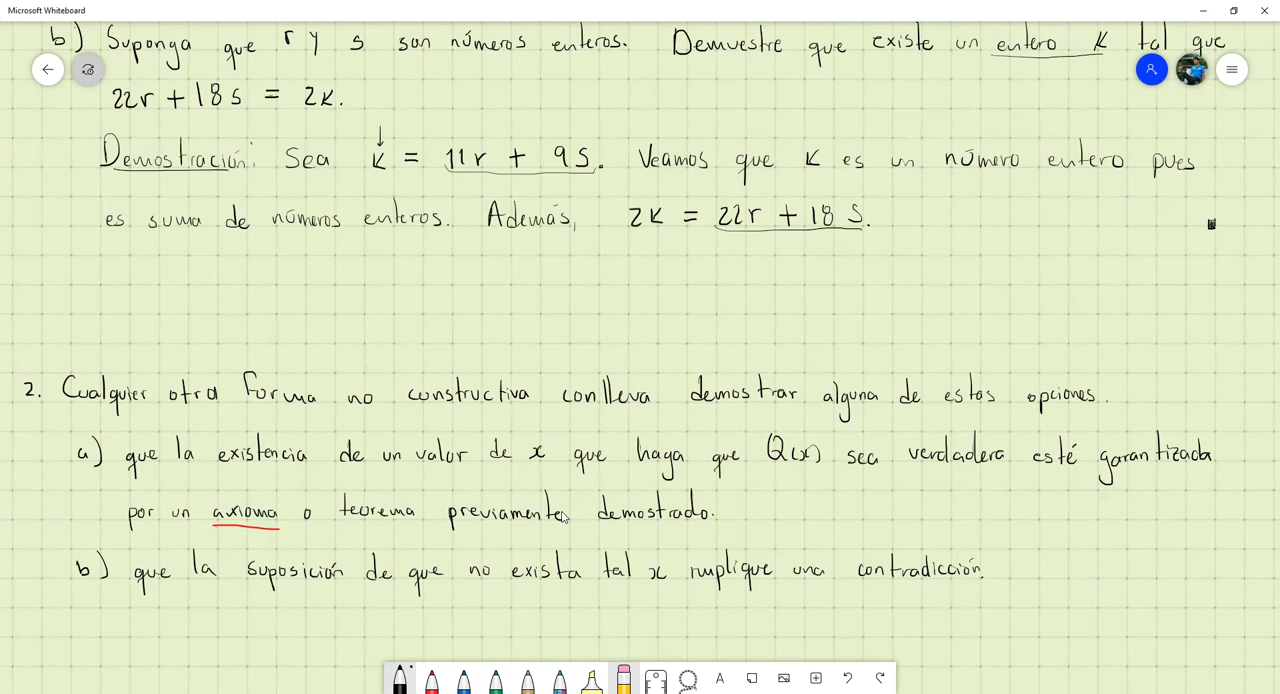 Microsoft Whiteboard
b) Suponga que r y s son números enteros. Demuestre que existe un entero k tal que
22r + 18s = 2k.
Demostración: Sea k = 11r + 9s. Veamos que k es un número entero pues
es suma de números enteros. Además, 2k = 22r + 18s.
2. Cualquier otra forma no constructiva conlleva demostrar alguna de estas opciones.
a) que la existencia de un valor de x que haga que Q(x) sea verdadera esté garantizada
por un axioma o teorema previamente demostrado.
b) que la suposición de que no exista tal x implique una contradicción.